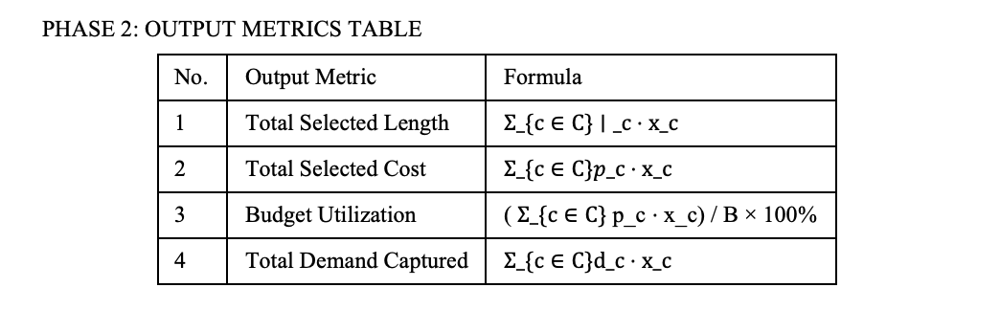 PHASE 2: OUTPUT METRICS TABLE
No. Output Metric Formula
1 Total Selected Length Σ_{c ∈ C} | _c · x_c
2 Total Selected Cost Σ_{c ∈ C}p_c · x_c
3 Budget Utilization ( Σ_{c ∈ C} p_c · x_c) / B × 100%
4 Total Demand Captured Σ_{c ∈ C}d_c · x_c